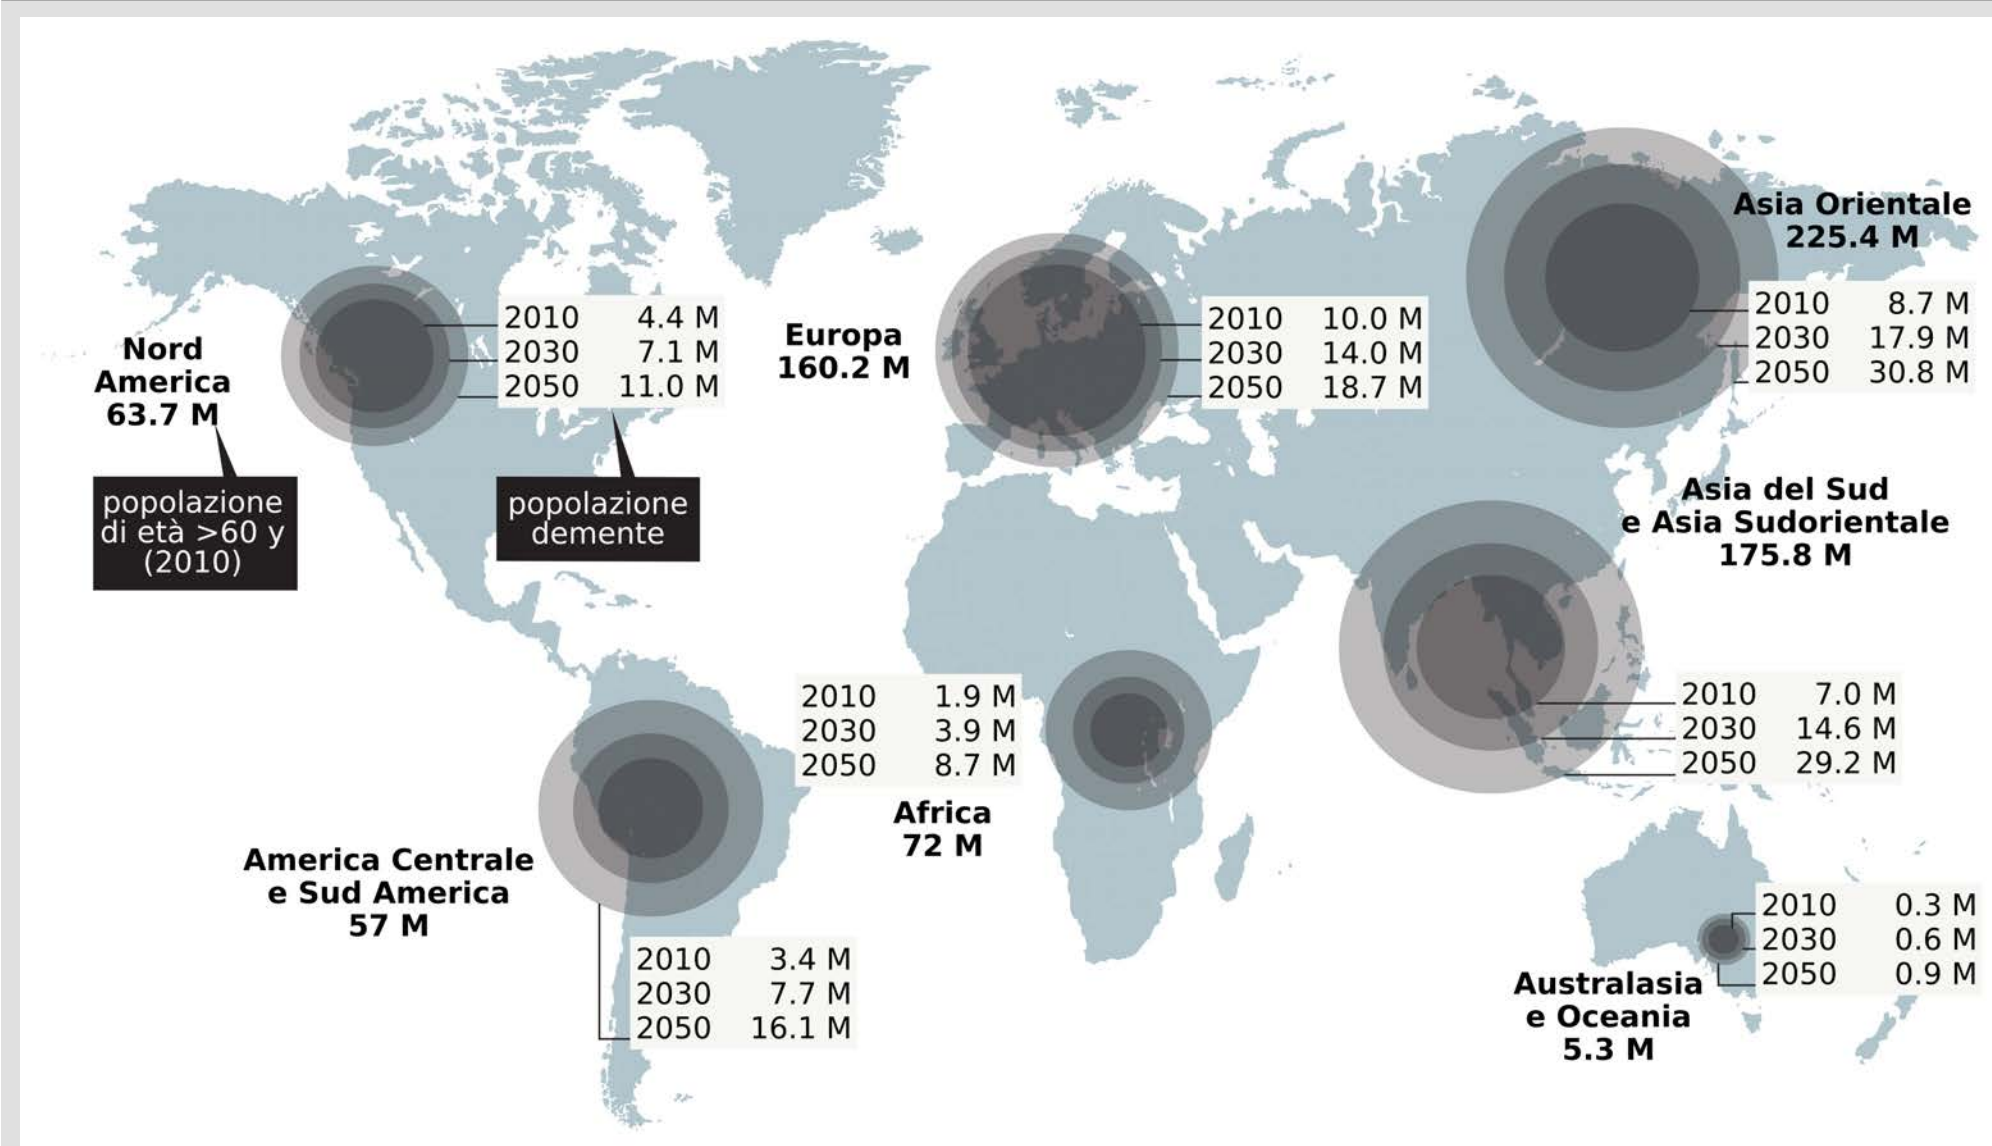 Nord
America
63.7 M
2010 4.4 M
2030 7.1 M
2050 11.0 M
popolazione
di età >60 y
(2010)
popolazione
demente
Europa
160.2 M
2010 10.0 M
2030 14.0 M
2050 18.7 M
Asia Orientale
225.4 M
2010 8.7 M
2030 17.9 M
2050 30.8 M
Asia del Sud
e Asia Sudorientale
175.8 M
2010 7.0 M
2030 14.6 M
2050 29.2 M
2010 1.9 M
2030 3.9 M
2050 8.7 M
Africa
72 M
America Centrale
e Sud America
57 M
2010 3.4 M
2030 7.7 M
2050 16.1 M
2010 0.3 M
2030 0.6 M
2050 0.9 M
Australasia
e Oceania
5.3 M